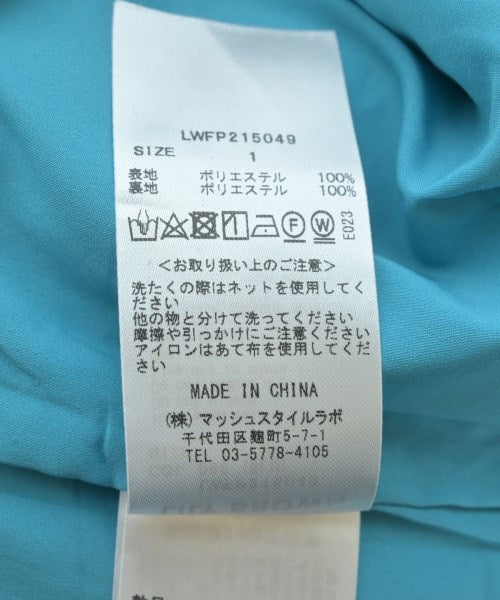 LWFP215049
SIZE 1
表地 ポリエステル 100%
裏地 ポリエステル 100%
E023
＜お取り扱い上のご注意＞
洗たくの際はネットを使用してく
ださい
他の物と分けて洗ってください
摩擦や引っかけにご注意ください
アイロンはあて布を使用してくだ
さい
MADE IN CHINA
(株) マッシュスタイルラボ
千代田区麹町5-7-1
TEL 03-5778-4105